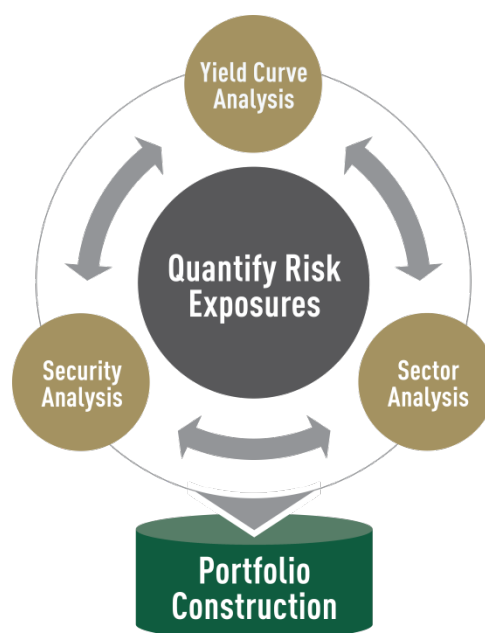 Yield Curve
Analysis
Quantify Risk
Exposures
Security
Analysis
Sector
Analysis
Portfolio
Construction